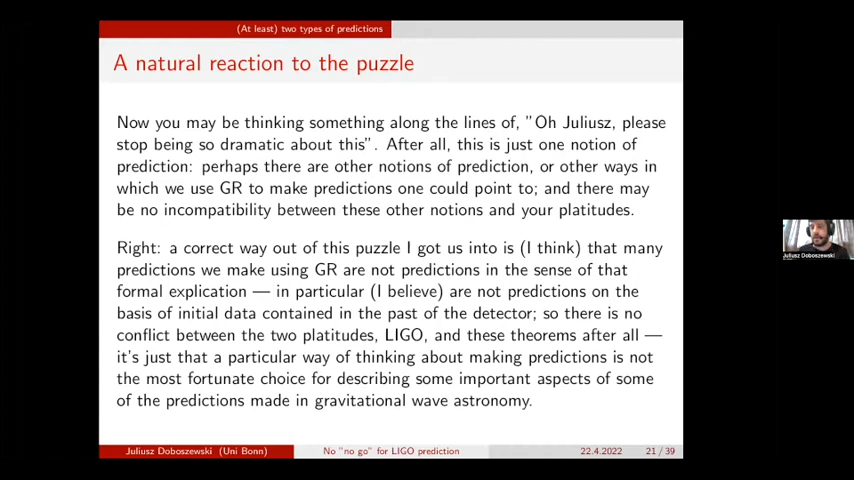 (At least) two types of predictions
A natural reaction to the puzzle
Now you may be thinking something along the lines of, "Oh Juliusz, please
stop being so dramatic about this". After all, this is just one notion of
prediction: perhaps there are other notions of prediction, or other ways in
which we use GR to make predictions one could point to; and there may
be no incompatibility between these other notions and your platitudes.
Right: a correct way out of this puzzle I got us into is (I think) that many
predictions we make using GR are not predictions in the sense of that
formal explication — in particular (I believe) are not predictions on the
basis of initial data contained in the past of the detector; so there is no
conflict between the two platitudes, LIGO, and these theorems after all —
it's just that a particular way of thinking about making predictions is not
the most fortunate choice for describing some important aspects of some
of the predictions made in gravitational wave astronomy.
Juliusz Doboszewski (Uni Bonn)
No "no go" for LIGO prediction
22.4.2022
21 / 39
Juliusz Doboszewski